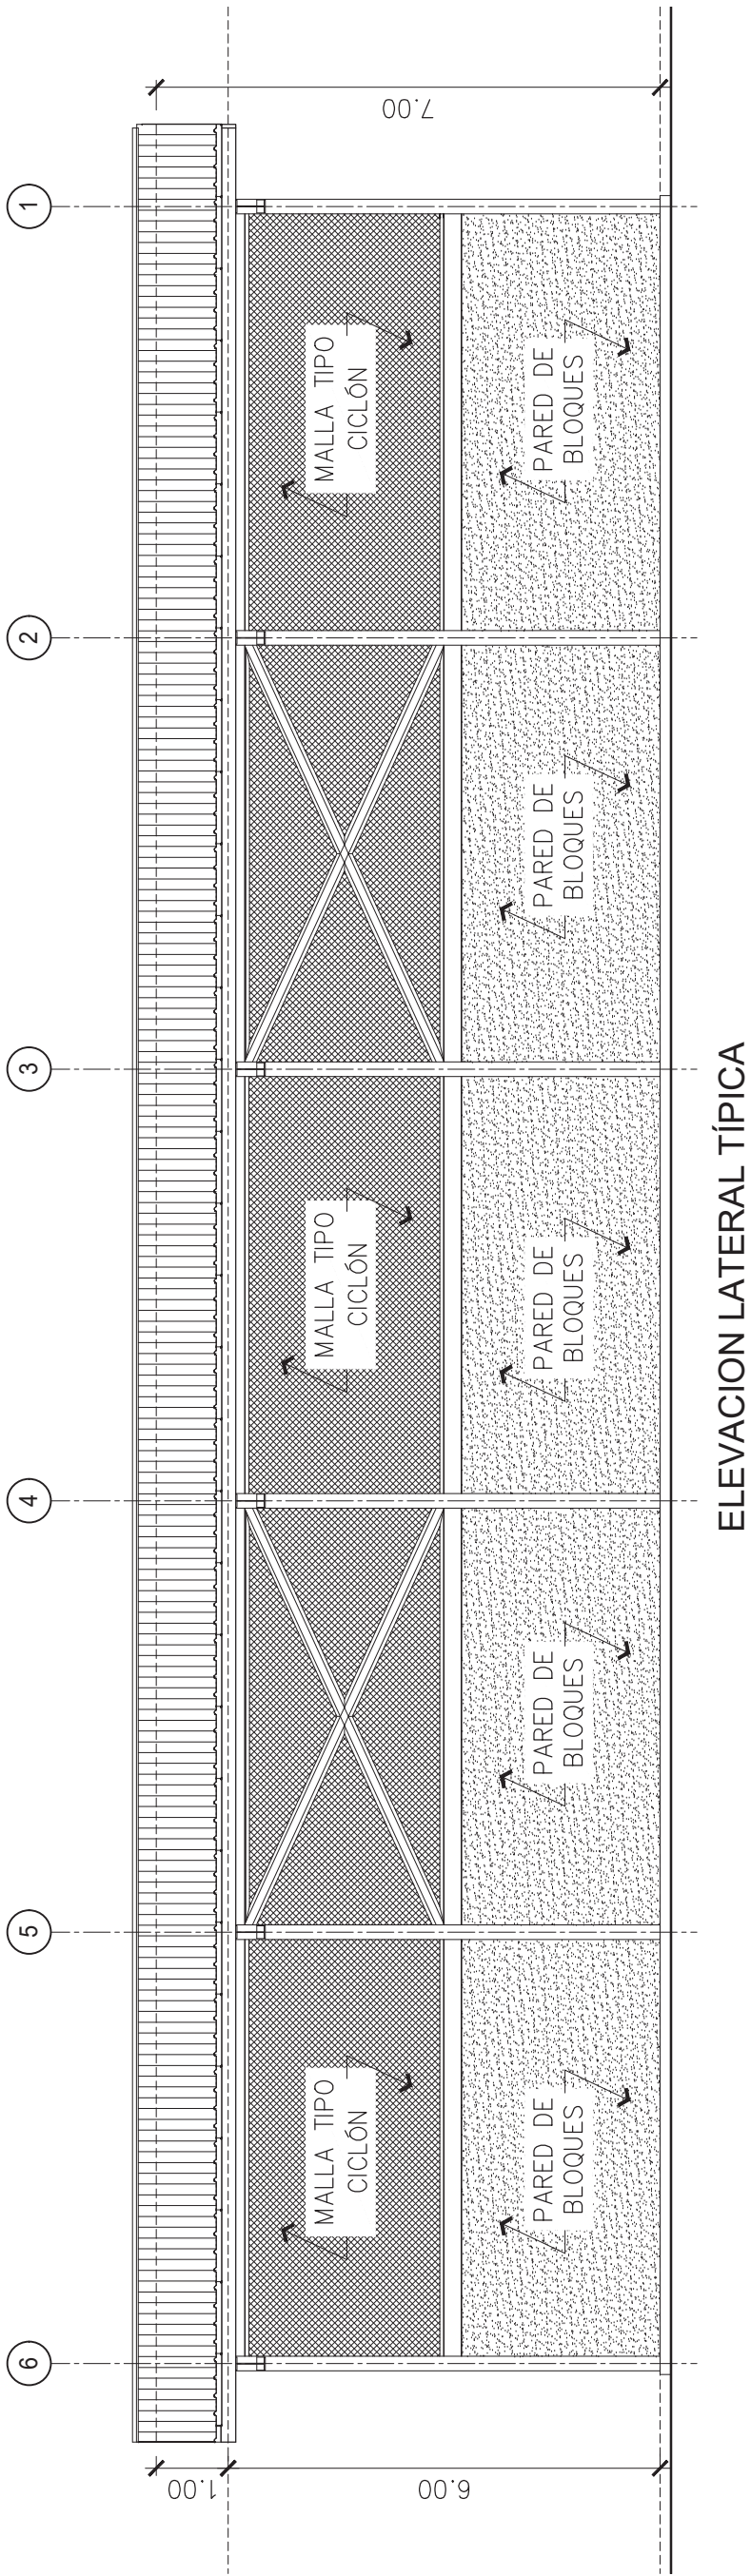 6
5
4
3
2
1
1.00
6.00
7.00
MALLA TIPO
CICLÓN
MALLA TIPO
CICLÓN
MALLA TIPO
CICLÓN
PARED DE
BLOQUES
PARED DE
BLOQUES
PARED DE
BLOQUES
PARED DE
BLOQUES
PARED DE
BLOQUES
ELEVACION LATERAL TÍPICA